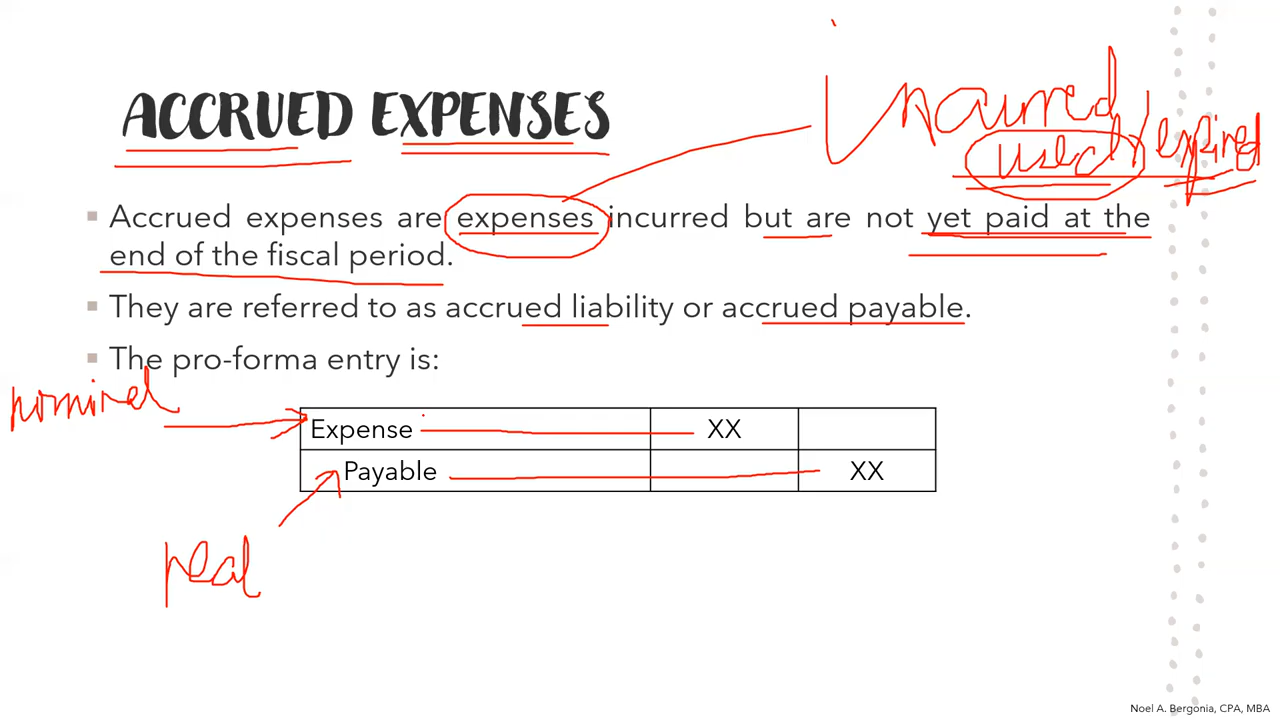 ACCRUED EXPENSES
incurred
used/expired
▪ Accrued expenses are expenses incurred but are not yet paid at the
end of the fiscal period.
▪ They are referred to as accrued liability or accrued payable.
▪ The pro-forma entry is:
nominal
Expense XX
Payable XX
real
Noel A. Bergonia, CPA, MBA